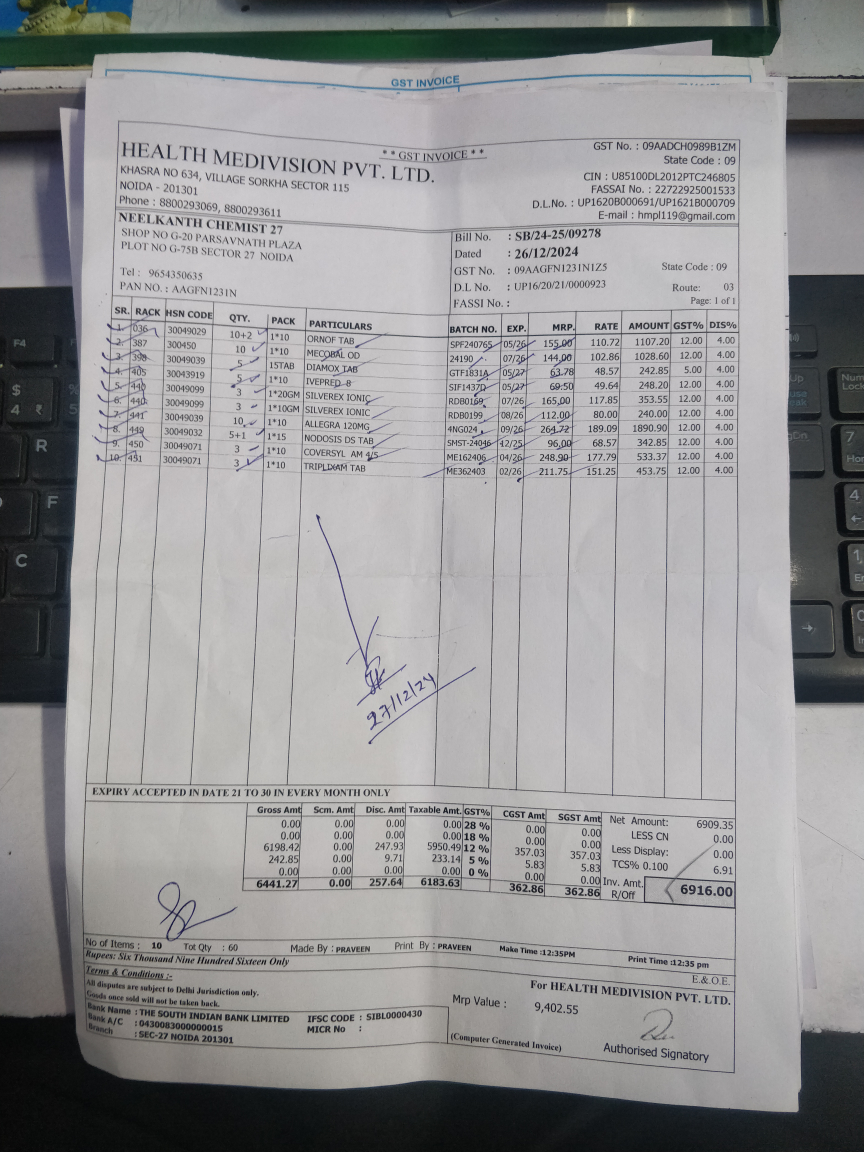 GST INVOICE
* * GST INVOICE * *
HEALTH MEDIVISION PVT. LTD.
KHASRA NO 634, VILLAGE SORKHA SECTOR 115
NOIDA - 201301
Phone : 8800293069, 8800293611
GST No. : 09AADCH0989B1ZM
State Code : 09
CIN : U85100DL2012PTC246805
FASSAI No. : 22722925001533
D.L.No. : UP1620B000691/UP1621B000709
E-mail : hmpl119@gmail.com
NEELKANTH CHEMIST 27
SHOP NO G-20 PARSAVNATH PLAZA
PLOT NO G-75B SECTOR 27 NOIDA
Tel : 9654350635
PAN NO. : AAGFN1231N
Bill No. : SB/24-25/09278
Dated : 26/12/2024
GST No. : 09AAGFN1231N1Z5 State Code : 09
D.L No. : UP16/20/21/0000923 Route: 03
FASSI No. : Page: 1 of 1
SR. RACK HSN CODE QTY. PACK PARTICULARS BATCH NO. EXP. MRP. RATE AMOUNT GST% DIS%
1. 036 30049029 10+2 1*10 ORNOF TAB SPF240765 05/26 155.00 110.72 1107.20 12.00 4.00
2. 387 300450 10 1*10 MECOBAL OD 24190 07/26 144.00 102.86 1028.60 12.00 4.00
3. 398 30049039 5 15TAB DIAMOX TAB GTF1831A 05/27 63.78 48.57 242.85 5.00 4.00
4. 405 30043919 5 1*10 IVEPRED 8 SIF1437D 05/27 69.50 49.64 248.20 12.00 4.00
5. 440 30049099 3 1*20GM SILVEREX IONIC RDB0169 07/26 165.00 117.85 353.55 12.00 4.00
6. 440 30049099 3 1*10GM SILVEREX IONIC RDB0199 08/26 112.00 80.00 240.00 12.00 4.00
7. 441 30049039 10 1*10 ALLEGRA 120MG 4NG024 09/26 264.72 189.09 1890.90 12.00 4.00
8. 449 30049032 5+1 1*15 NODOSIS DS TAB SMST-24046 12/25 96.00 68.57 342.85 12.00 4.00
9. 450 30049071 3 1*10 COVERSYL AM 4/5 ME162406 04/26 248.90 177.79 533.37 12.00 4.00
10. 451 30049071 3 1*10 TRIPLIXAM TAB ME362403 02/26 211.75 151.25 453.75 12.00 4.00
27/12/24
EXPIRY ACCEPTED IN DATE 21 TO 30 IN EVERY MONTH ONLY
Gross Amt Scm. Amt Disc. Amt Taxable Amt. GST% CGST Amt SGST Amt
0.00 0.00 0.00 0.00 28 % 0.00 0.00
0.00 0.00 0.00 0.00 18 % 0.00 0.00
6198.42 0.00 247.93 5950.49 12 % 357.03 357.03
242.85 0.00 9.71 233.14 5 % 5.83 5.83
0.00 0.00 0.00 0.00 0 % 0.00 0.00
6441.27 0.00 257.64 6183.63 362.86 362.86
Net Amount: 6909.35
LESS CN 0.00
Less Display: 0.00
TCS% 0.100 6.91
Inv. Amt. R/Off 6916.00
No of Items : 10 Tot Qty : 60 Made By : PRAVEEN Print By : PRAVEEN Make Time :12:35PM Print Time :12:35 pm
Rupees: Six Thousand Nine Hundred Sixteen Only
E.& O.E.
Terms & Conditions :-
All disputes are subject to Delhi Jurisdiction only.
Goods once sold will not be taken back.
Bank Name : THE SOUTH INDIAN BANK LIMITED IFSC CODE : SIBL0000430
Bank A/C : 0430083000000015 MICR No :
Branch : SEC-27 NOIDA 201301
For HEALTH MEDIVISION PVT. LTD.
Mrp Value : 9,402.55
(Computer Generated Invoice)
Authorised Signatory